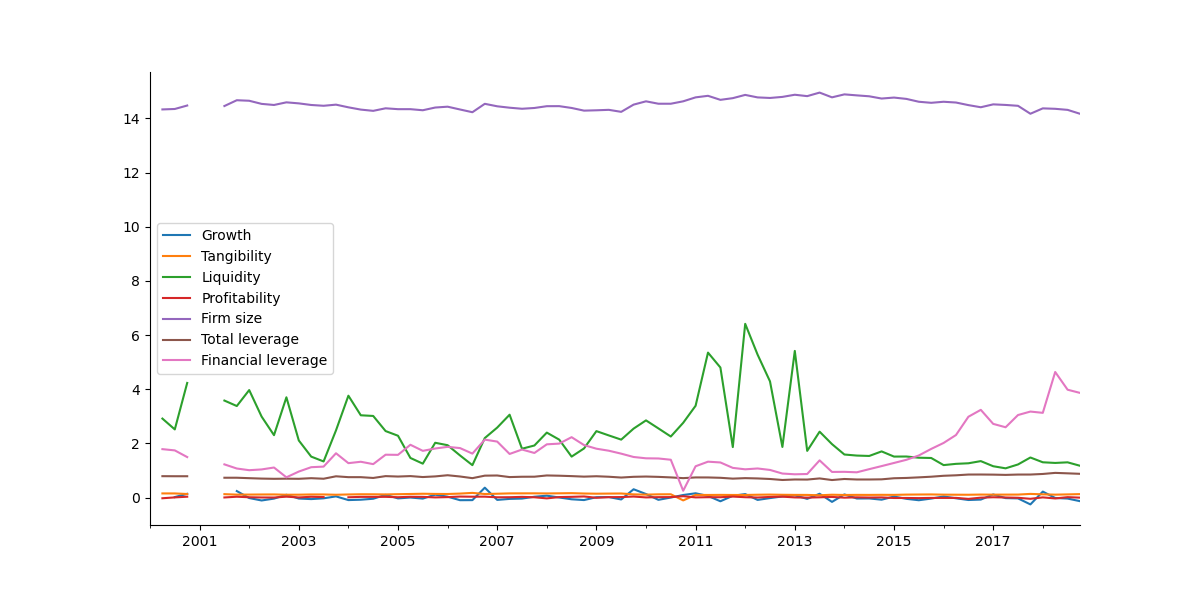 14
12
10
8
6
4
2
0
Growth
Tangibility
Liquidity
Profitability
Firm size
Total leverage
Financial leverage
2001 2003 2005 2007 2009 2011 2013 2015 2017